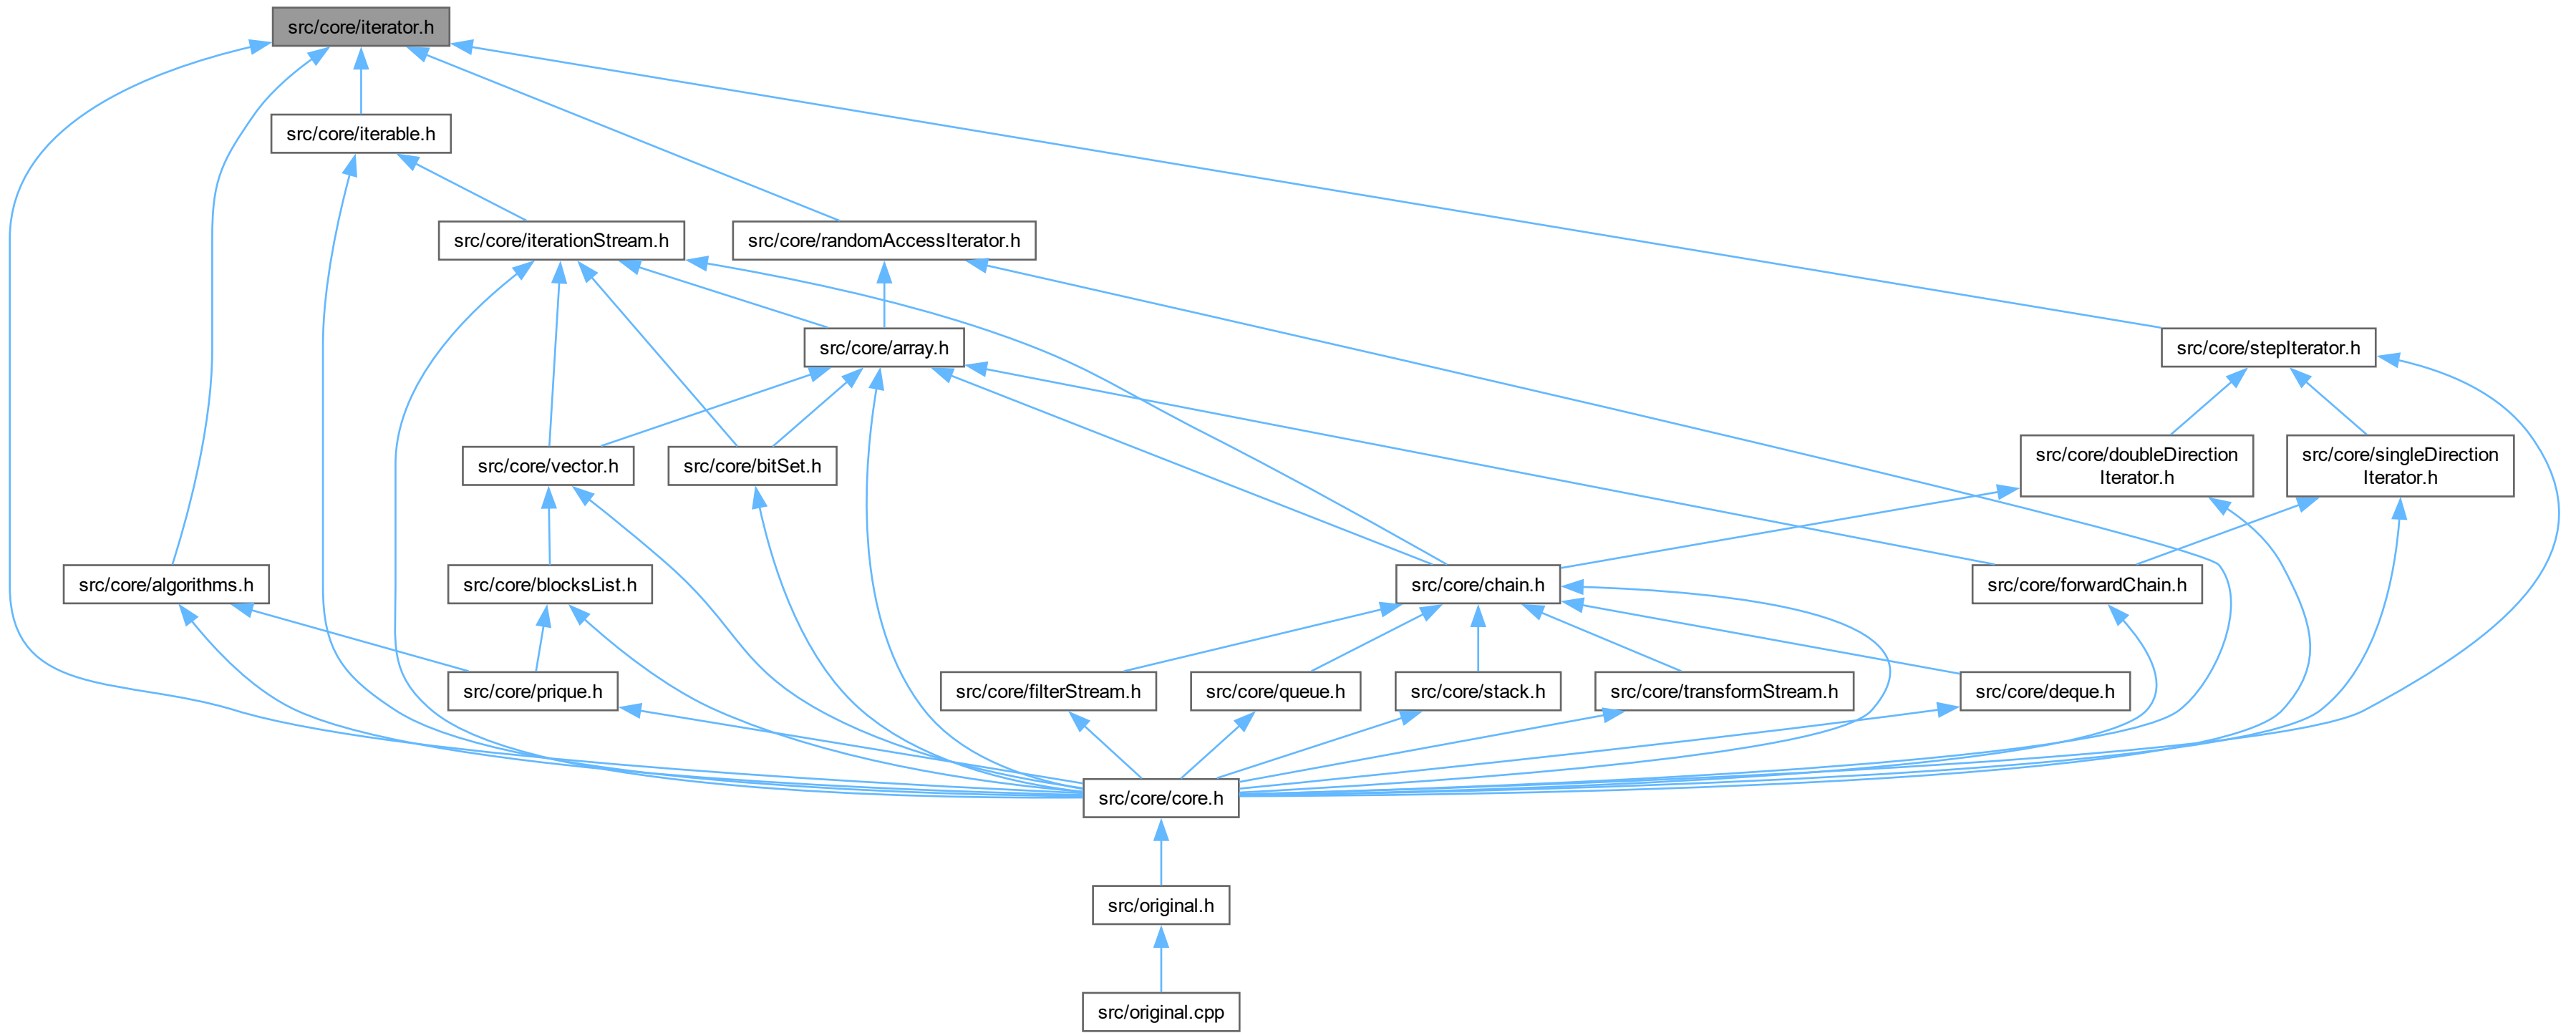 src/core/iterator.h
src/core/iterable.h
src/core/iterationStream.h
src/core/randomAccessIterator.h
src/core/array.h
src/core/stepIterator.h
src/core/vector.h
src/core/bitSet.h
src/core/doubleDirection
Iterator.h
src/core/singleDirection
Iterator.h
src/core/algorithms.h
src/core/blocksList.h
src/core/chain.h
src/core/forwardChain.h
src/core/prique.h
src/core/filterStream.h
src/core/queue.h
src/core/stack.h
src/core/transformStream.h
src/core/deque.h
src/core/core.h
src/original.h
src/original.cpp